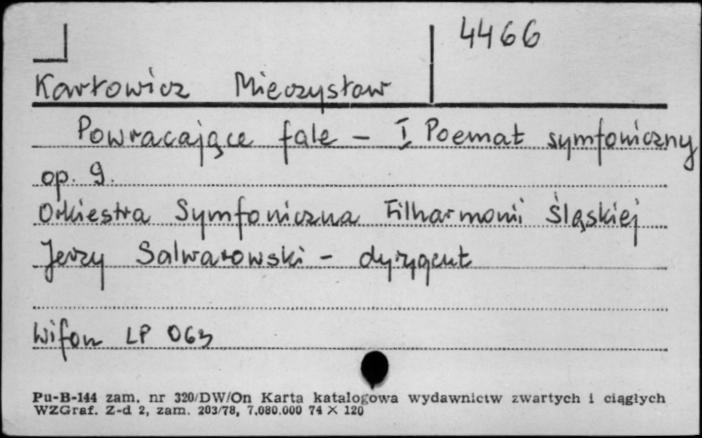 4466
Karłowicz Mieczysław
Powracające fale – I Poemat symfoniczny
op. 9.
Orkiestra Symfoniczna Filharmonii Śląskiej
Jerzy Salwarowski – dyrygent
Wifon LP 063
Pu-B-144 zam. nr 320/DW/On Karta katalogowa wydawnictw zwartych i ciągłych
WZGraf. Z-d 2, zam. 203/78, 7.080.000 74 × 120